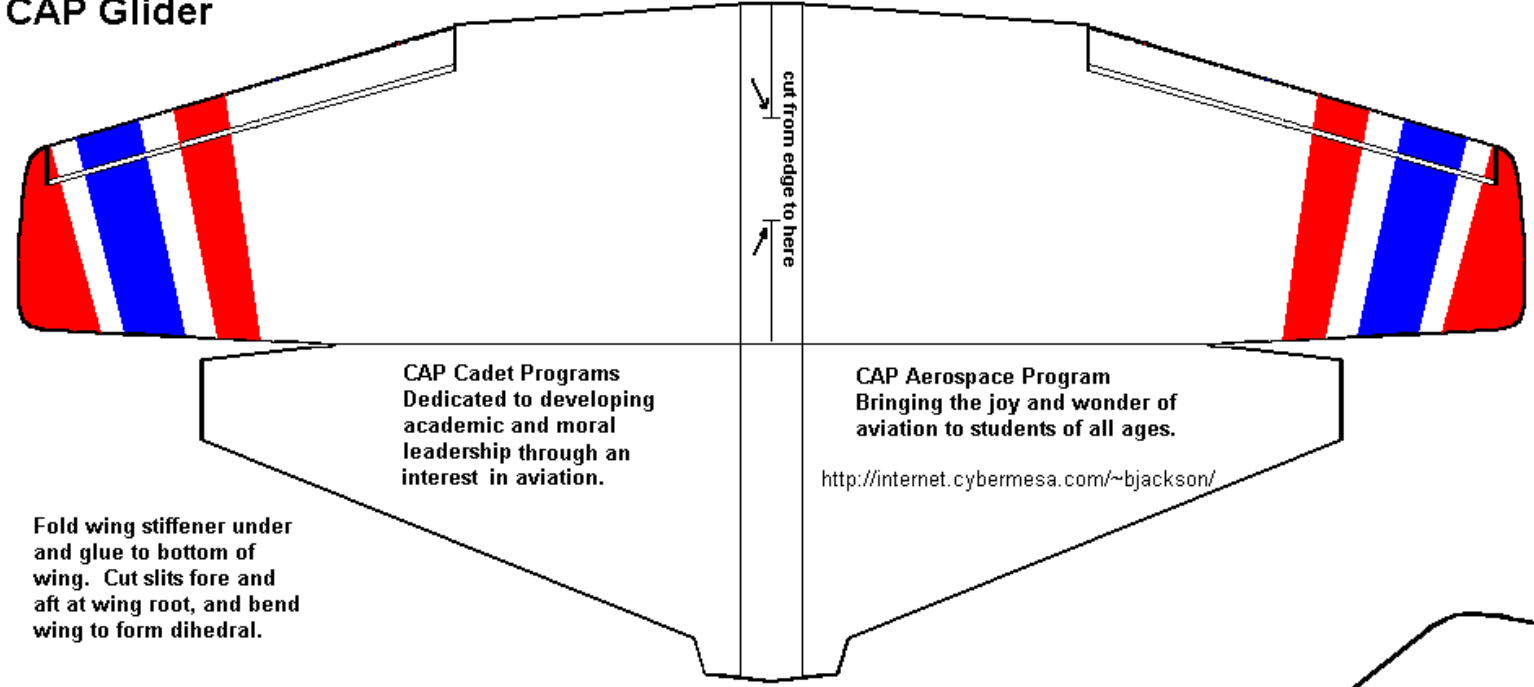 CAP Glider
cut from edge to here
CAP Cadet Programs
Dedicated to developing
academic and moral
leadership through an
interest in aviation.
CAP Aerospace Program
Bringing the joy and wonder of
aviation to students of all ages.
http://internet.cybermesa.com/~bjackson/
Fold wing stiffener under
and glue to bottom of
wing. Cut slits fore and
aft at wing root, and bend
wing to form dihedral.